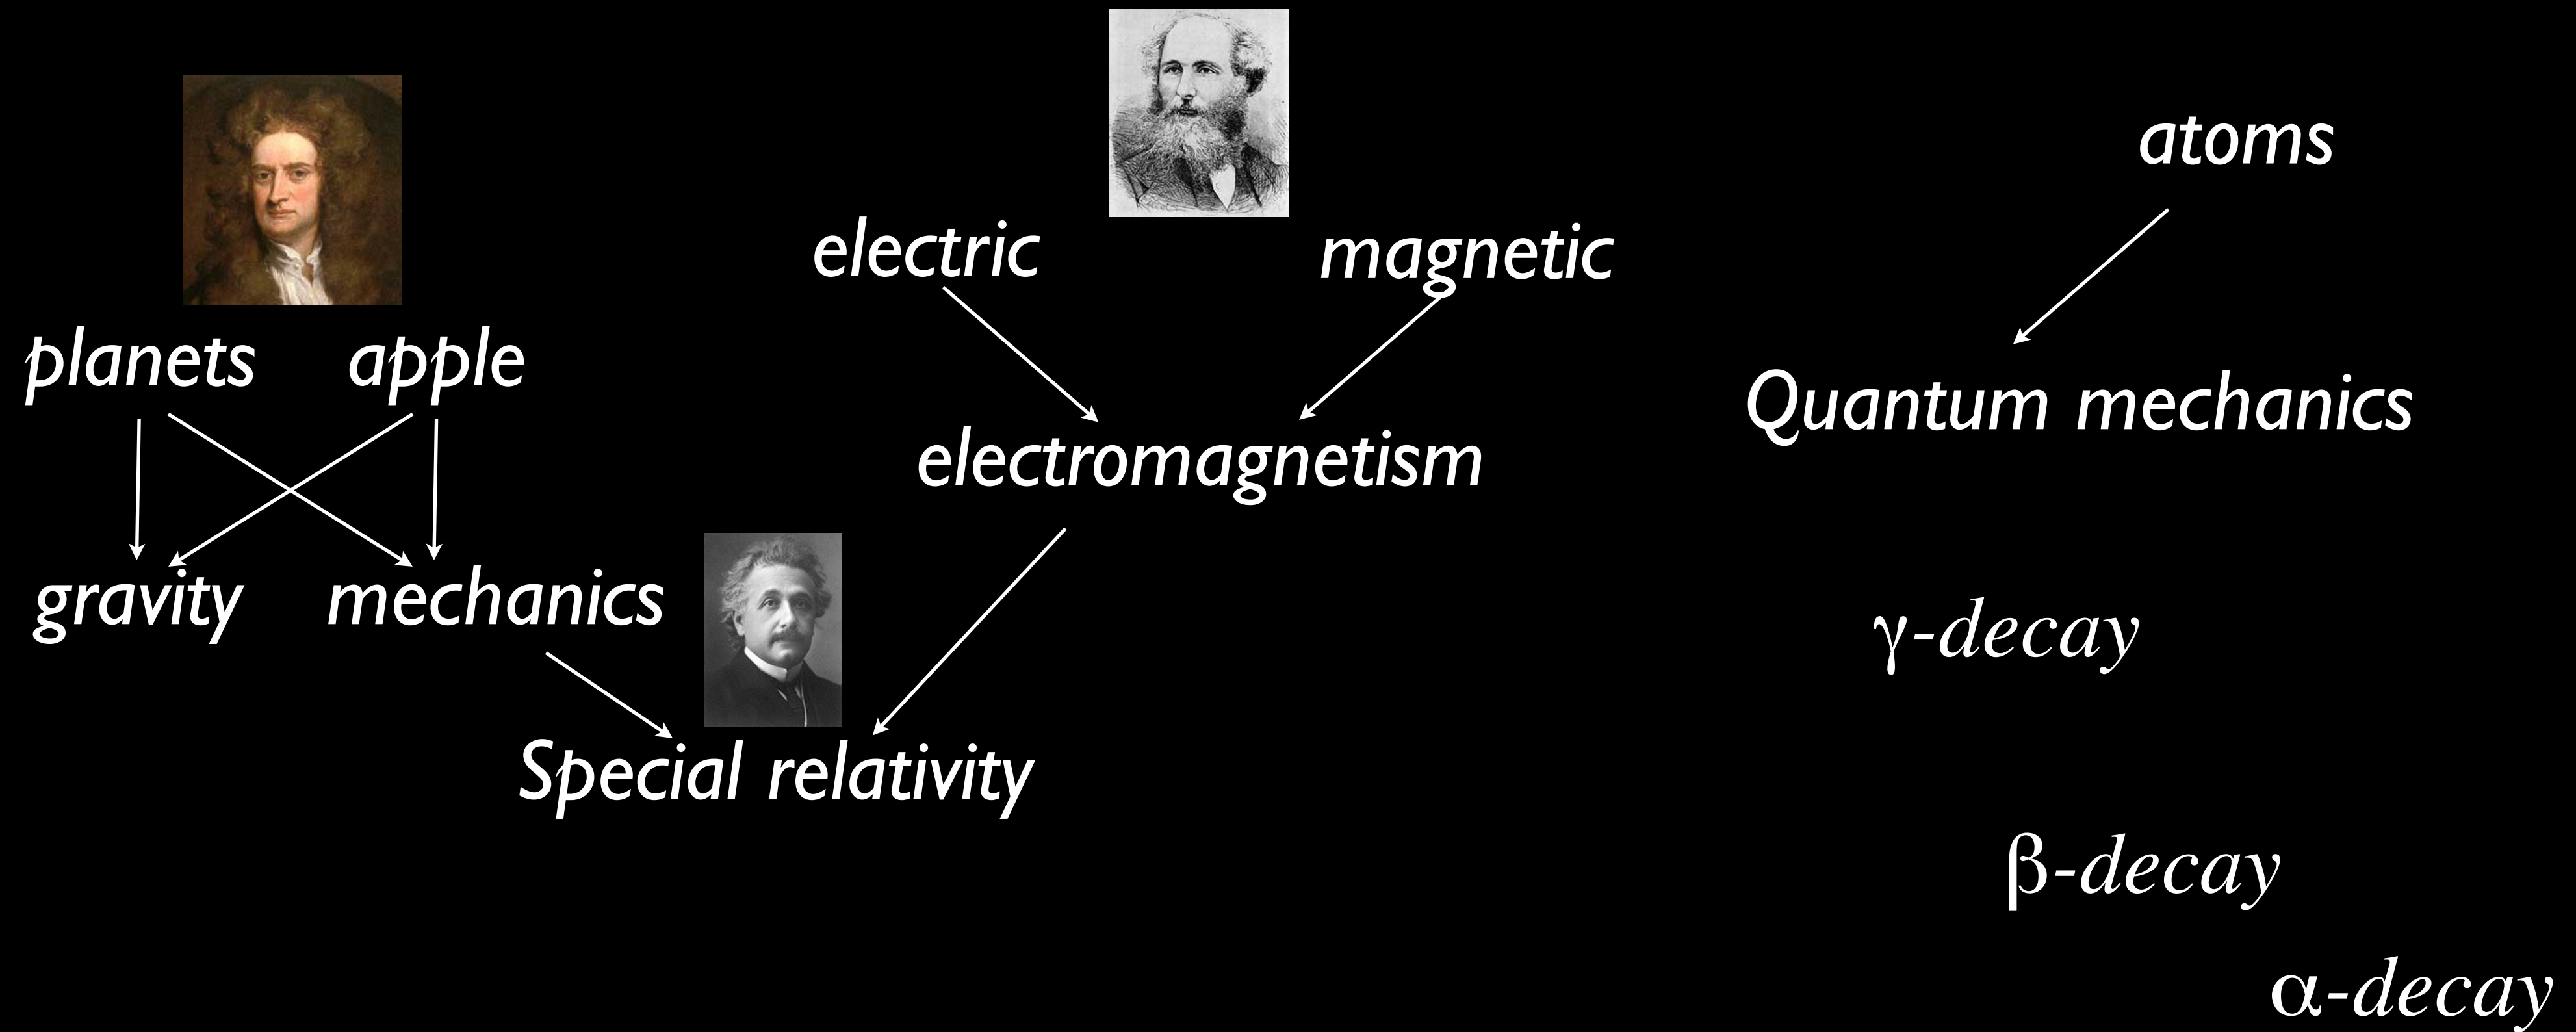 atoms
electric
magnetic
planets
apple
Quantum mechanics
electromagnetism
gravity
mechanics
γ-decay
Special relativity
β-decay
α-decay